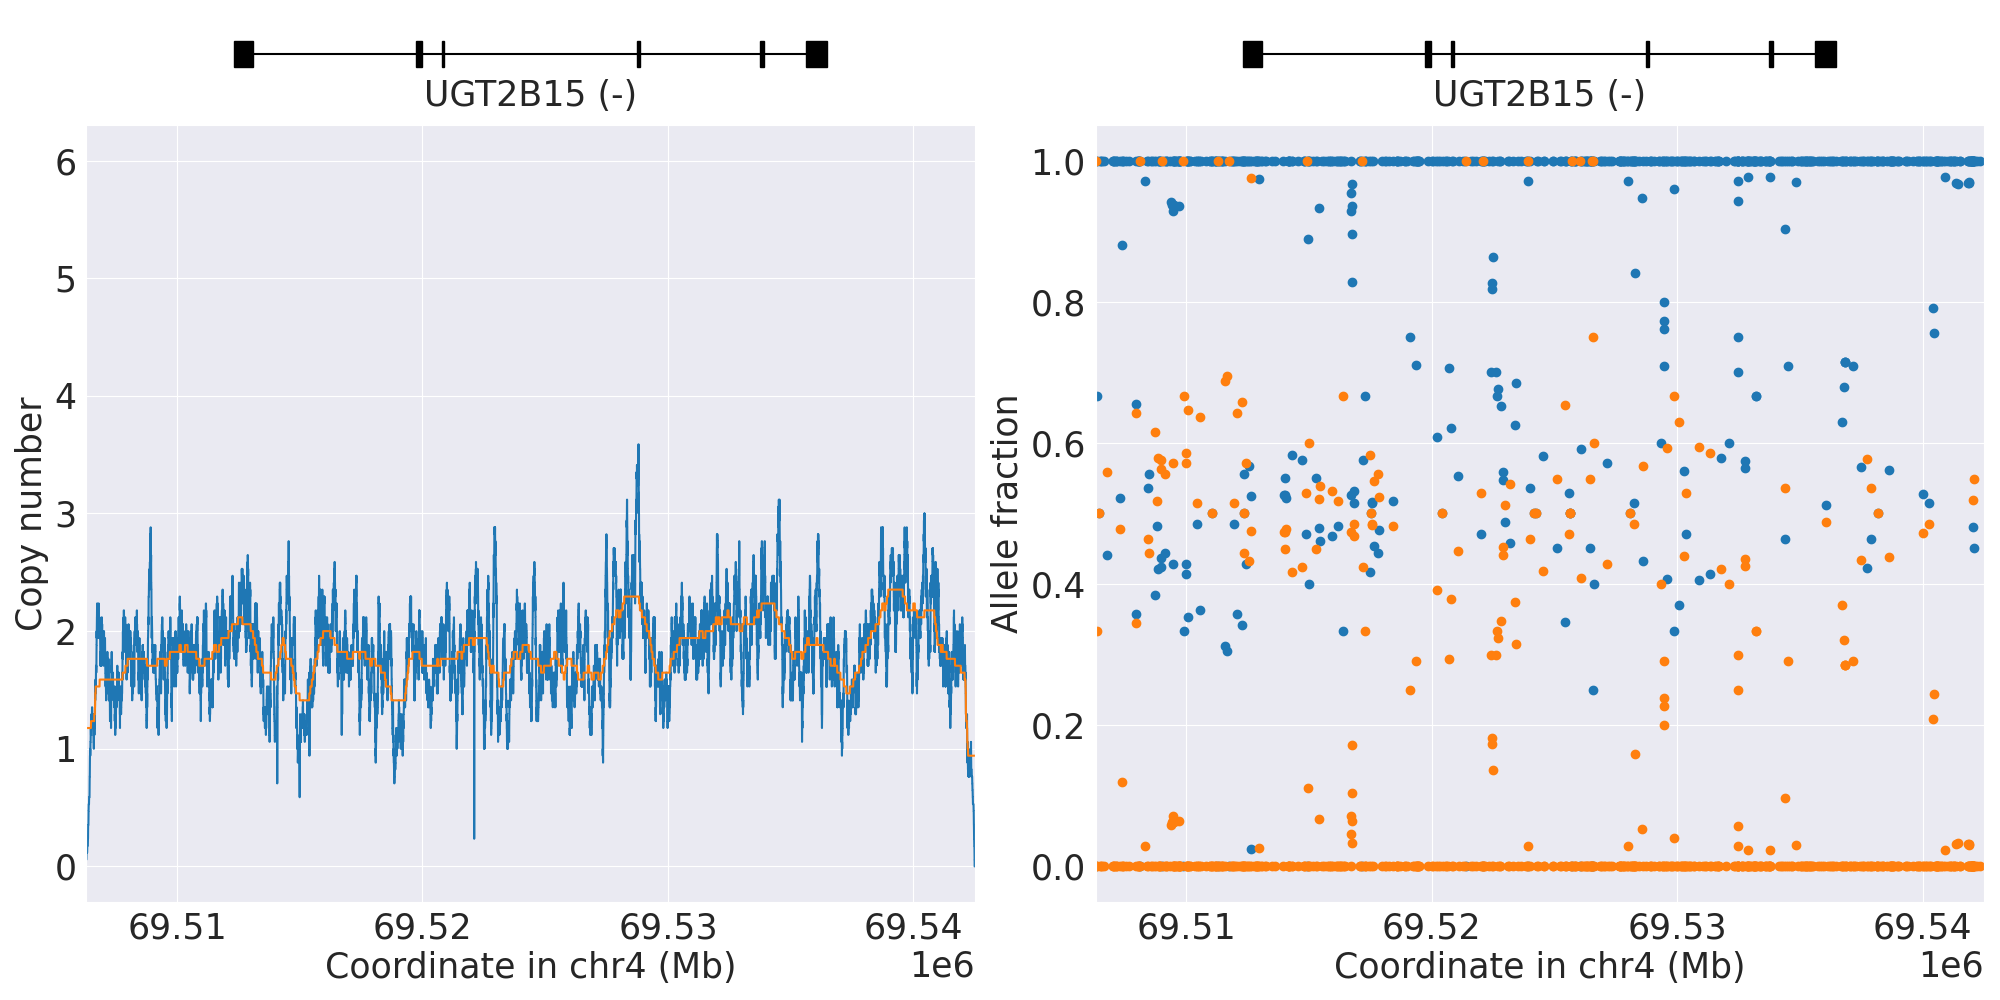 UGT2B15 (-)
Copy number
6
5
4
3
2
1
0
69.51 69.52 69.53 69.54
Coordinate in chr4 (Mb)
1e6
UGT2B15 (-)
Allele fraction
1.0
0.8
0.6
0.4
0.2
0.0
69.51 69.52 69.53 69.54
Coordinate in chr4 (Mb)
1e6